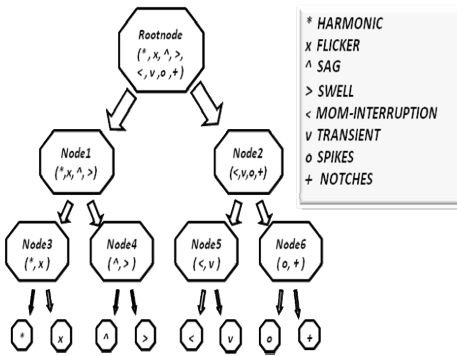 Rootnode
(*,x,^,>,
<,v,o,+)
* HARMONIC
x FLICKER
^ SAG
> SWELL
< MOM-INTERRUPTION
v TRANSIENT
o SPIKES
+ NOTCHES
Node1
(*,x,^,>)
Node2
(<,v,o,+)
Node3
(*,x)
Node4
(^,>)
Node5
(<,v)
Node6
(o,+)
* x ^ > < v o +